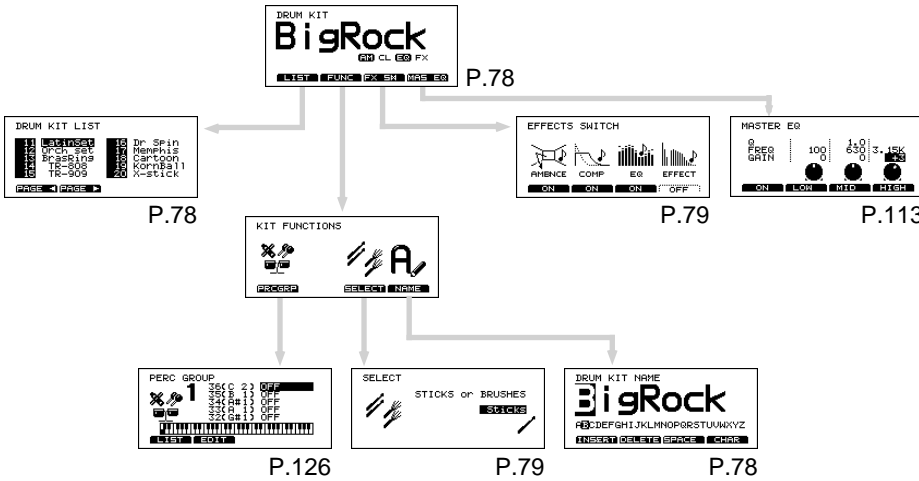 DRUM KIT
BigRock
AM CL EQ FX
LIST FUNC FX SW MAS EQ
P.78
DRUM KIT LIST
11 LatinSet 16 Dr Spin
12 Orch set 17 Memphis
13 BrasRing 18 Cartoon
14 TR-808 19 KornBall
15 TR-909 20 X-stick
PAGE ◀ PAGE ▶
P.78
EFFECTS SWITCH
AMBNCE COMP EQ EFFECT
ON ON ON OFF
P.79
MASTER EQ
Q 1.0
FREQ 100 630 3.15K
GAIN 0 0 +3
ON LOW MID HIGH
P.113
KIT FUNCTIONS
A
PRCGRP SELECT NAME
PERC GROUP
1
36(C 2) OFF
35(B 1) OFF
34(A#1) OFF
33(A 1) OFF
32(G#1) OFF
LIST EDIT
P.126
SELECT
STICKS or BRUSHES
Sticks
P.79
DRUM KIT NAME
BigRock
ABCDEFGHIJKLMNOPQRSTUVWXYZ
INSERT DELETE SPACE CHAR
P.78